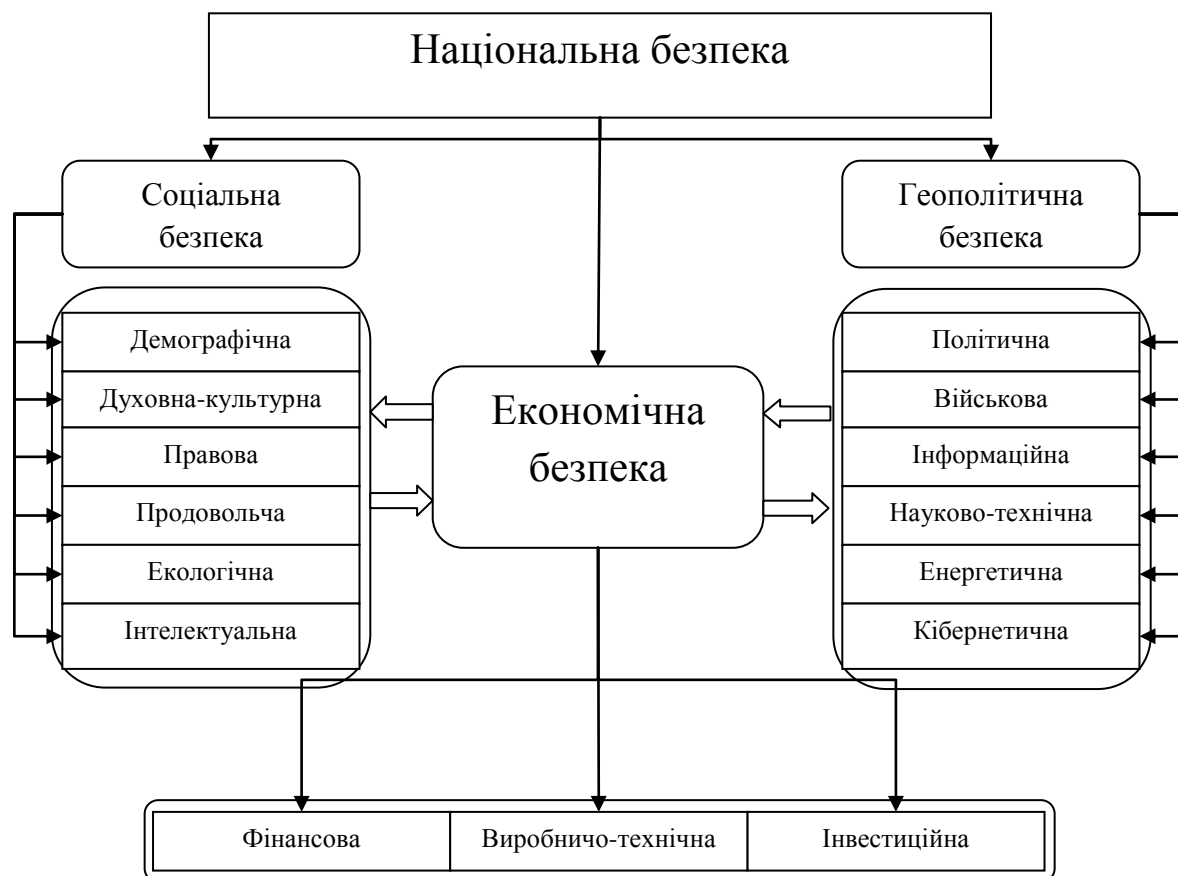 Національна безпека
Соціальна
безпека
Геополітична
безпека
Демографічна
Духовна-культурна
Правова
Продовольча
Екологічна
Інтелектуальна
Економічна
безпека
Політична
Військова
Інформаційна
Науково-технічна
Енергетична
Кібернетична
Фінансова
Виробничо-технічна
Інвестиційна